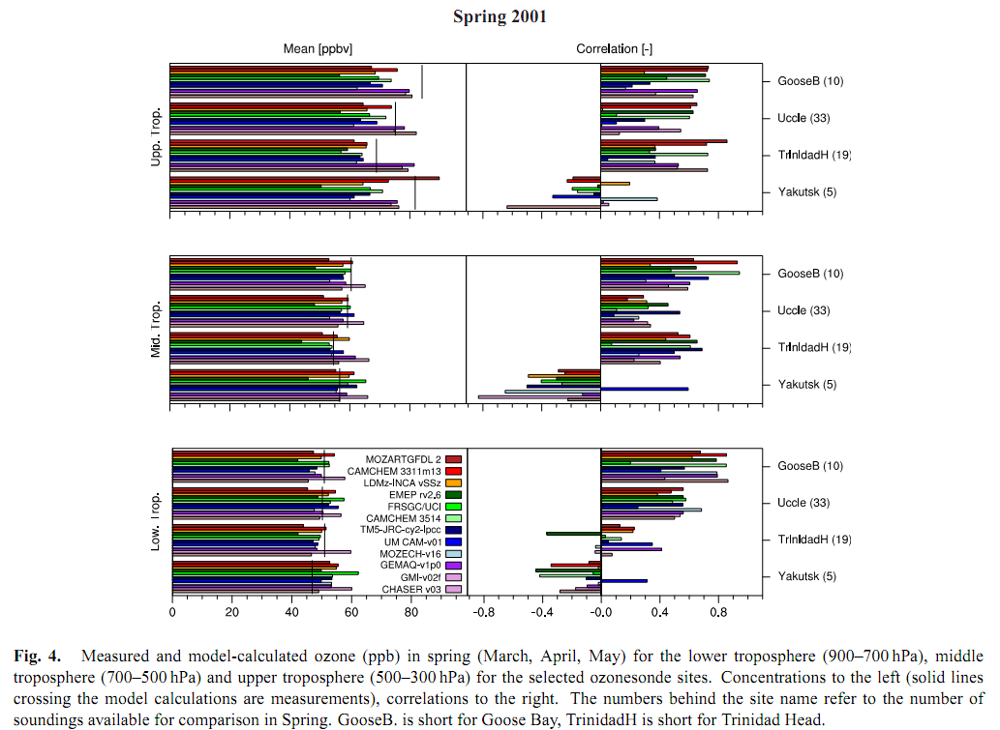 Spring 2001
Mean [ppbv]
Correlation [-]
Upp. Trop.
GooseB (10)
Uccle (33)
TrInIdadH (19)
Yakutsk (5)
Mid. Trop.
GooseB (10)
Uccle (33)
TrInIdadH (19)
Yakutsk (5)
Low. Trop.
MOZARTGFDL 2
CAMCHEM 3311m13
LDMz-INCA vSSz
EMEP rv2,6
FRSGC/UCI
CAMCHEM 3514
TM5-JRC-cy2-Ipcc
UM CAM-v01
MOZECH-v16
GEMAQ-v1p0
GMI-v02f
CHASER v03
GooseB (10)
Uccle (33)
TrInIdadH (19)
Yakutsk (5)
0 20 40 60 80 -0.8 -0.4 -0.0 0.4 0.8
Fig. 4. Measured and model-calculated ozone (ppb) in spring (March, April, May) for the lower troposphere (900–700 hPa), middle
troposphere (700–500 hPa) and upper troposphere (500–300 hPa) for the selected ozonesonde sites. Concentrations to the left (solid lines
crossing the model calculations are measurements), correlations to the right. The numbers behind the site name refer to the number of
soundings available for comparison in Spring. GooseB. is short for Goose Bay, TrinidadH is short for Trinidad Head.